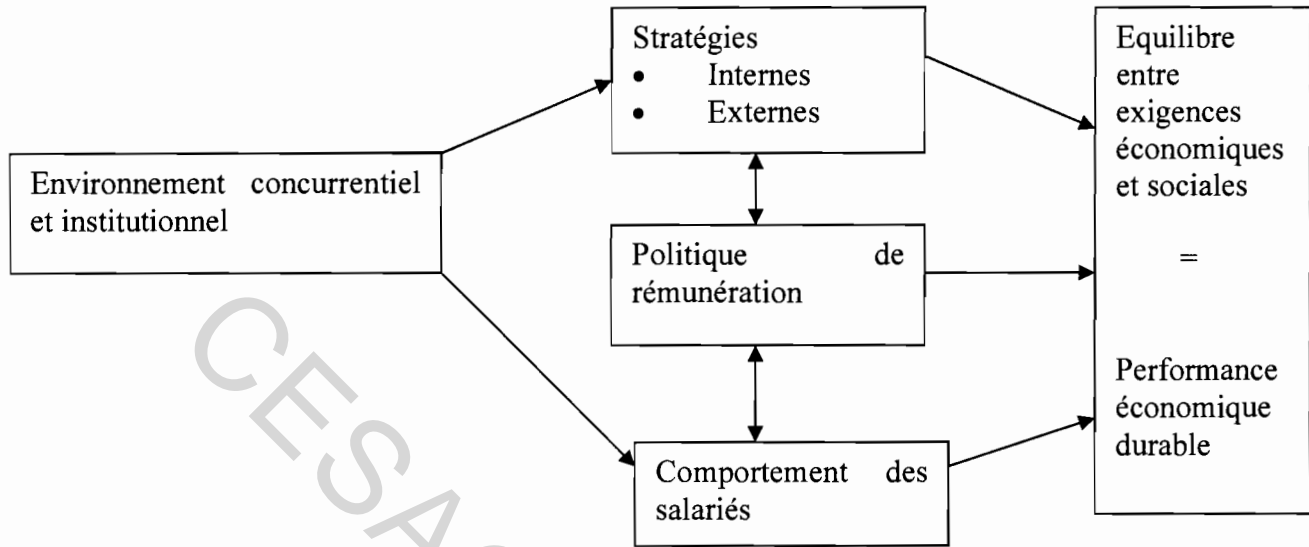 Stratégies
• Internes
• Externes
Environnement concurrentiel
et institutionnel
Politique de
rémunération
Comportement des
salariés
Equilibre
entre
exigences
économiques
et sociales
=
Performance
économique
durable
CESA